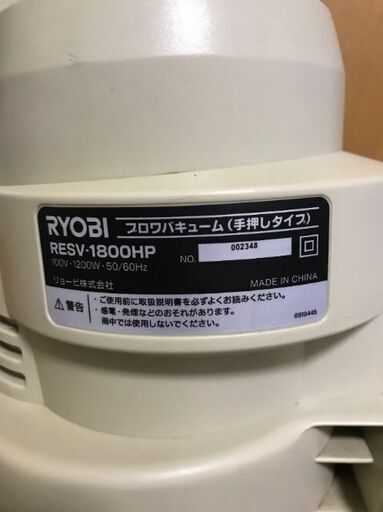 RYOBI ブロワバキューム(手押しタイプ)
RESV-1800HP NO. 002348
100V・1200W・50/60Hz
リョービ株式会社 MADE IN CHINA
警告
・ご使用前に取扱説明書を必ずよくお読みください。
・感電・発煙などのおそれがあります。
雨中では使用しないでください。
6919445